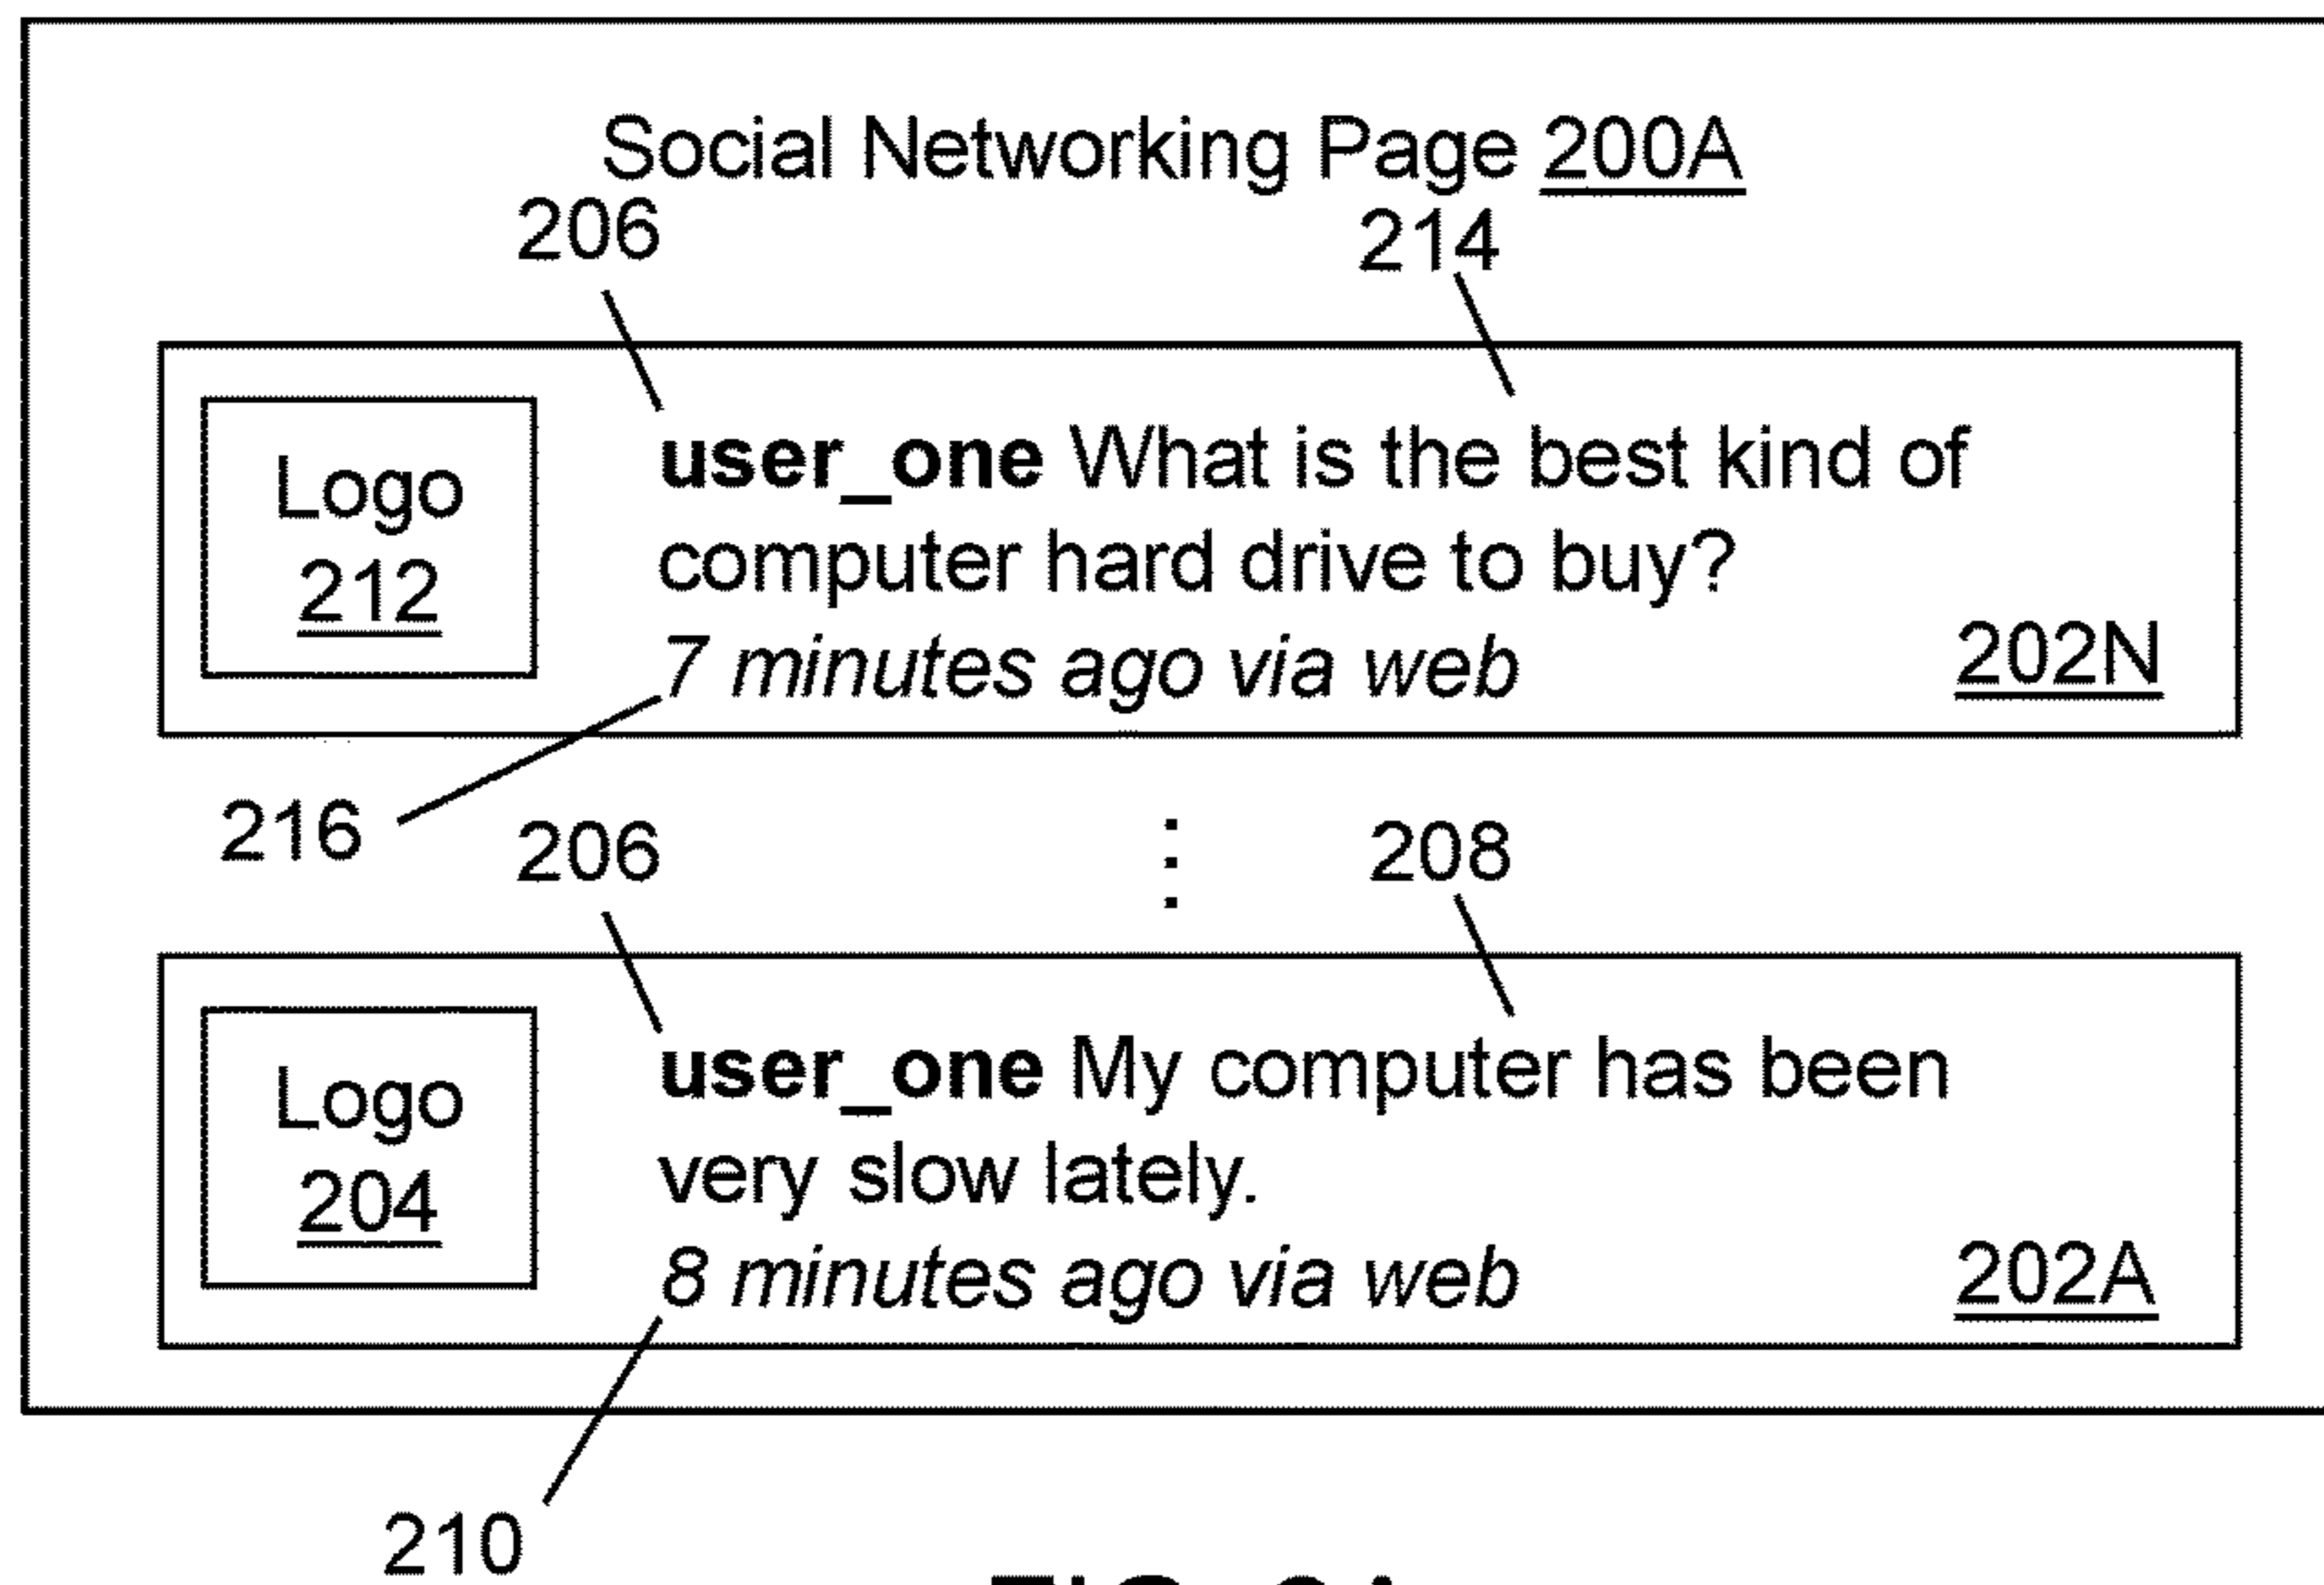 Social Networking Page 200A
206 214
Logo 212
user_one What is the best kind of
computer hard drive to buy?
7 minutes ago via web
202N
216 206 208
Logo 204
user_one My computer has been
very slow lately.
8 minutes ago via web
202A
210